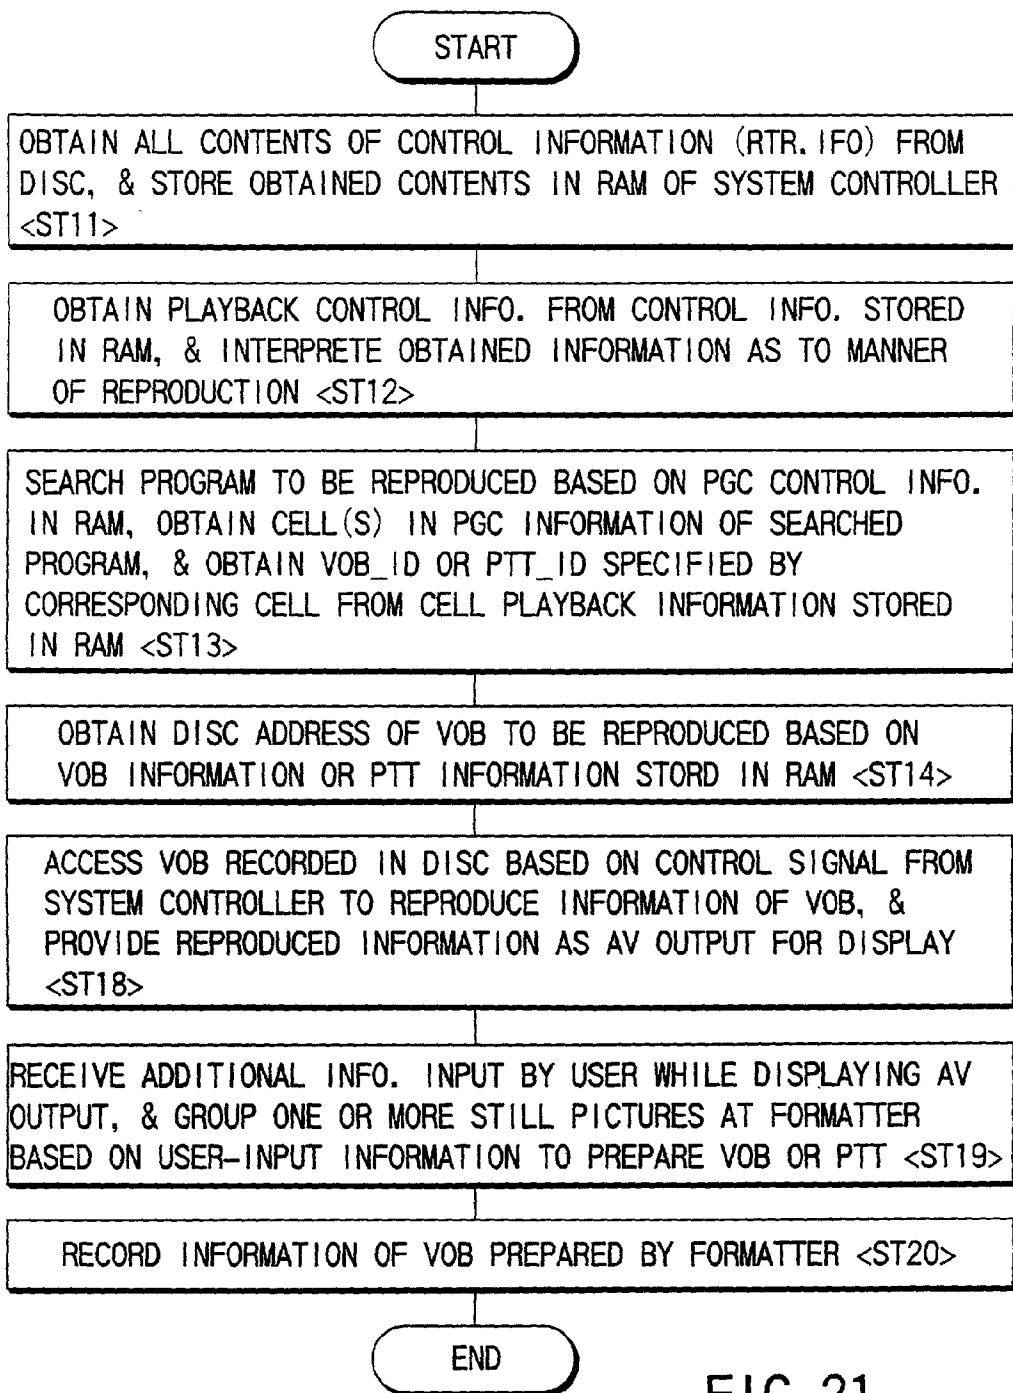 START
OBTAIN ALL CONTENTS OF CONTROL INFORMATION (RTR.IFO) FROM
DISC, & STORE OBTAINED CONTENTS IN RAM OF SYSTEM CONTROLLER
<ST11>
OBTAIN PLAYBACK CONTROL INFO. FROM CONTROL INFO. STORED
IN RAM, & INTERPRETE OBTAINED INFORMATION AS TO MANNER
OF REPRODUCTION <ST12>
SEARCH PROGRAM TO BE REPRODUCED BASED ON PGC CONTROL INFO.
IN RAM, OBTAIN CELL(S) IN PGC INFORMATION OF SEARCHED
PROGRAM, & OBTAIN VOB_ID OR PTT_ID SPECIFIED BY
CORRESPONDING CELL FROM CELL PLAYBACK INFORMATION STORED
IN RAM <ST13>
OBTAIN DISC ADDRESS OF VOB TO BE REPRODUCED BASED ON
VOB INFORMATION OR PTT INFORMATION STORD IN RAM <ST14>
ACCESS VOB RECORDED IN DISC BASED ON CONTROL SIGNAL FROM
SYSTEM CONTROLLER TO REPRODUCE INFORMATION OF VOB, &
PROVIDE REPRODUCED INFORMATION AS AV OUTPUT FOR DISPLAY
<ST18>
RECEIVE ADDITIONAL INFO. INPUT BY USER WHILE DISPLAYING AV
OUTPUT, & GROUP ONE OR MORE STILL PICTURES AT FORMATTER
BASED ON USER-INPUT INFORMATION TO PREPARE VOB OR PTT <ST19>
RECORD INFORMATION OF VOB PREPARED BY FORMATTER <ST20>
END
FIG. 21